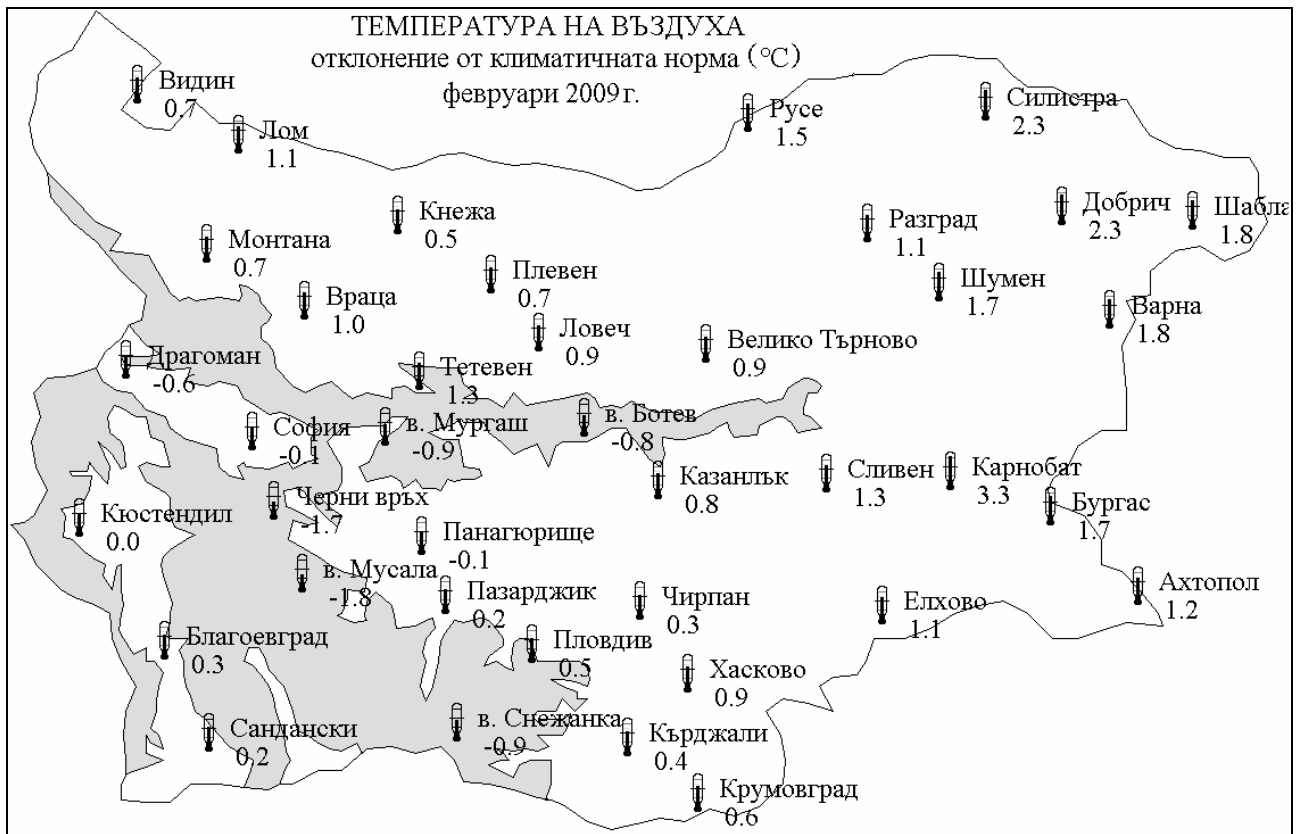 ТЕМПЕРАТУРА НА ВЪЗДУХА
отклонение от климатичната норма (°C)
февруари 2009г.
Видин
0.7
Лом
1.1
Русе
1.5
Силистра
2.3
Кнежа
0.5
Монтана
0.7
Разград
1.1
Добрич
2.3
Шабла
1.8
Плевен
0.7
Враца
1.0
Шумен
1.7
Варна
1.8
Ловеч
0.9
Велико Търново
0.9
Драгоман
-0.6
Тетевен
1.3
София
-0.1
в. Мургаш
-0.9
в. Ботев
-0.8
Казанлък
0.8
Сливен
1.3
Карнобат
3.3
Бургас
1.7
Черни връх
-1.7
Кюстендил
0.0
Панагюрище
-0.1
в. Мусала
-1.8
Пазарджик
0.2
Чирпан
0.3
Елхово
1.1
Ахтопол
1.2
Благоевград
0.3
Пловдив
0.5
Хасково
0.9
Сандански
0.2
в. Снежанка
-0.9
Кърджали
0.4
Крумовград
0.6